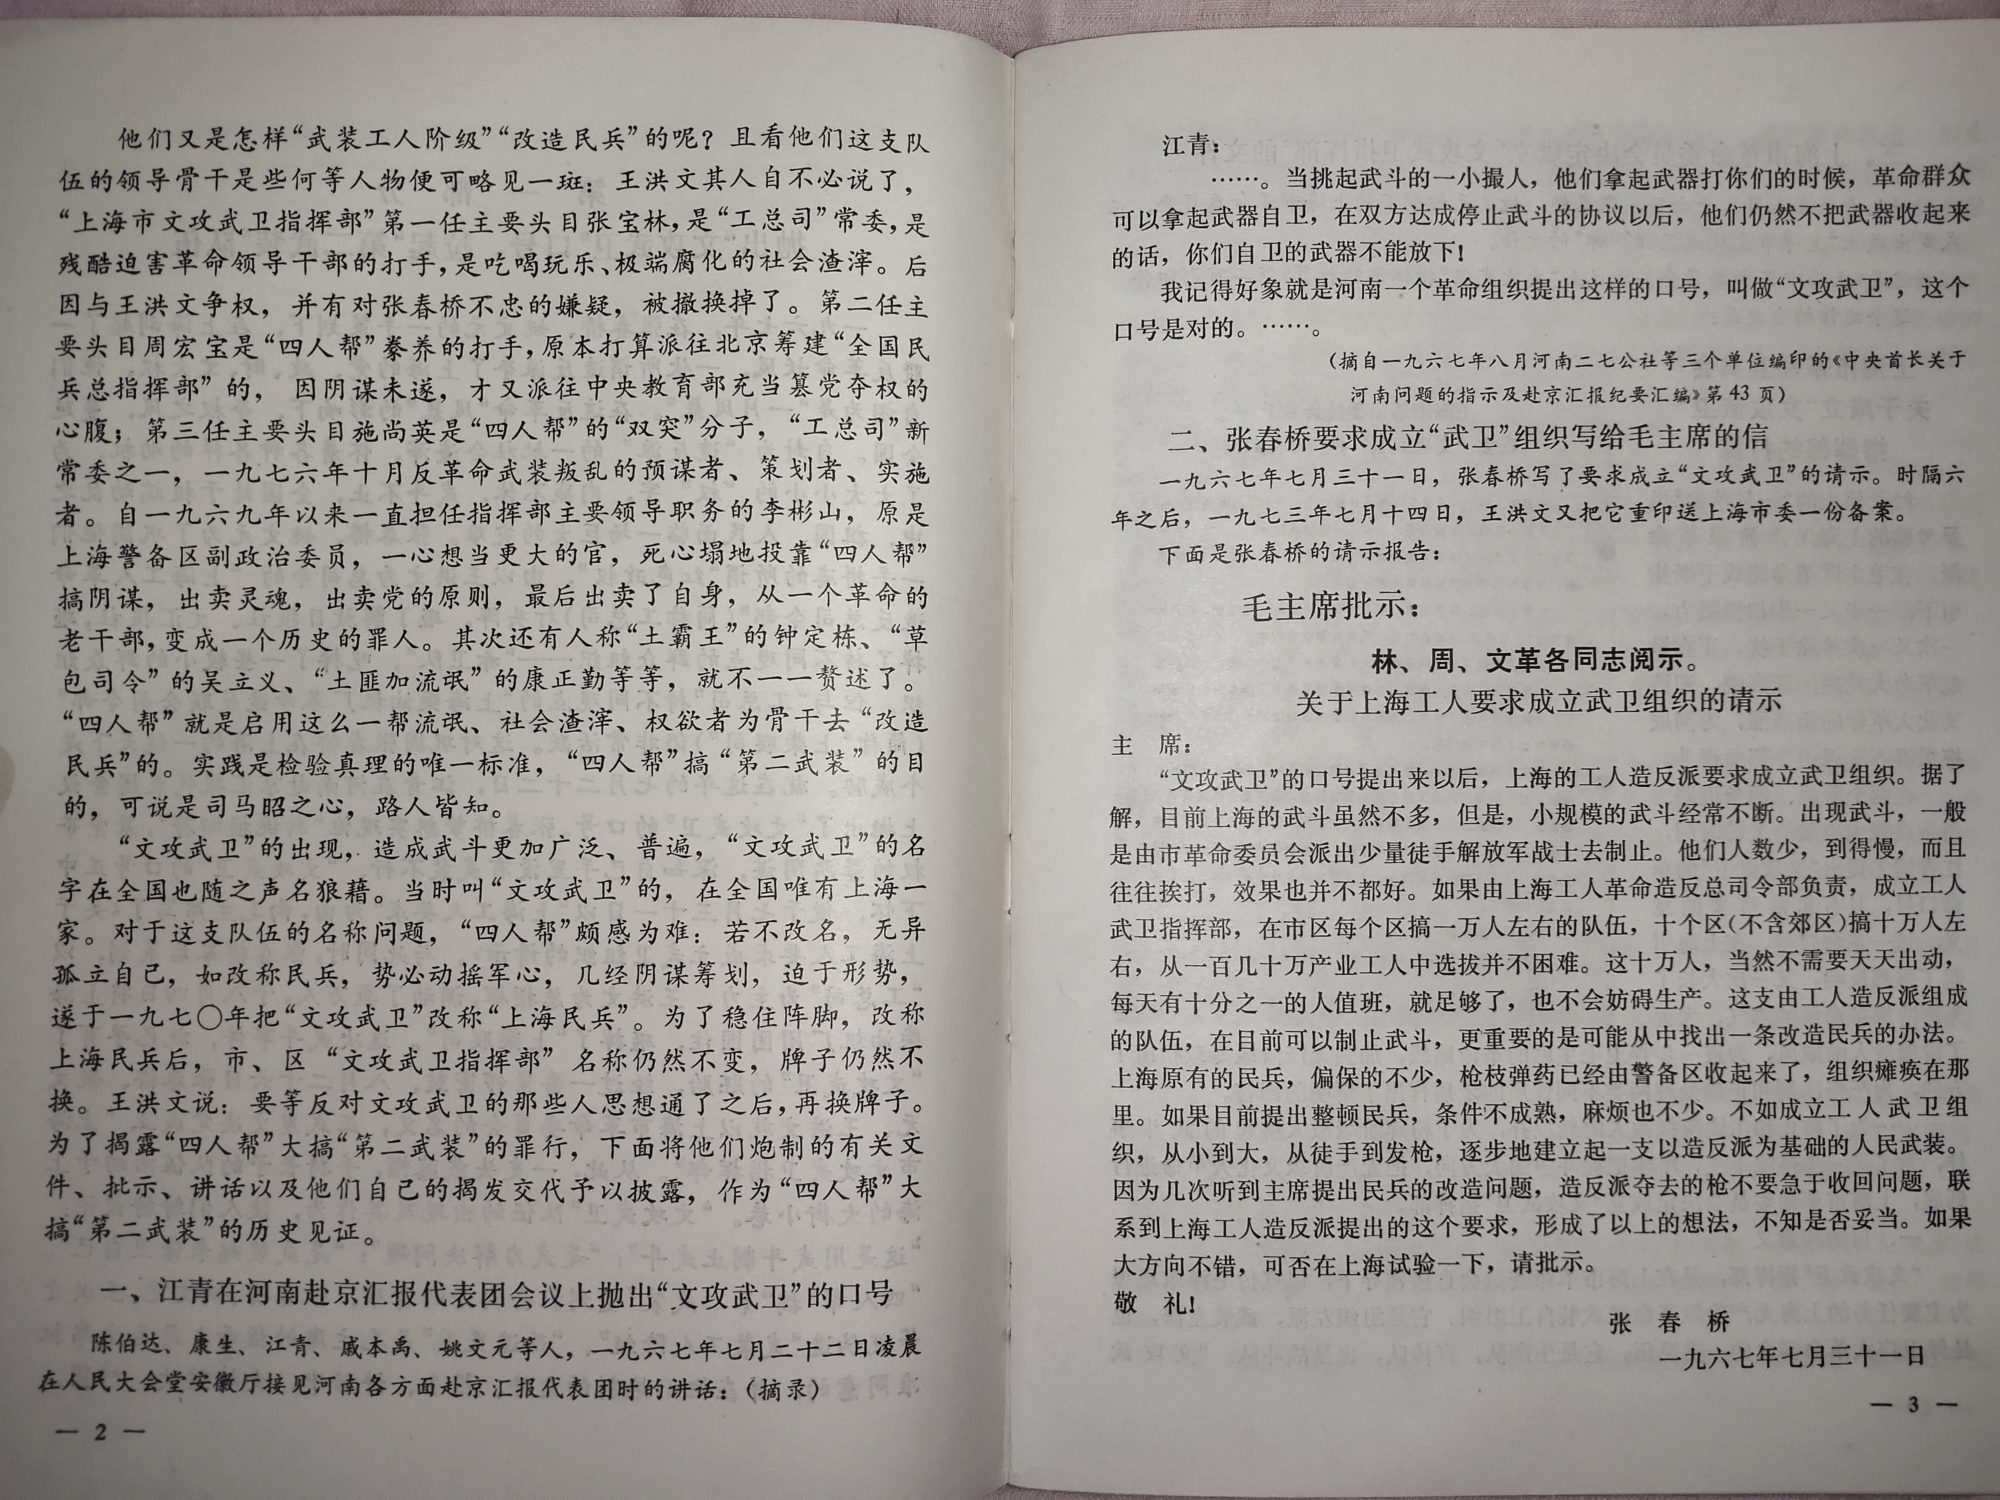 他们又是怎样“武装工人阶级”“改造民兵”的呢？且看他们这支队
伍的领导骨干是些何等人物便可略见一斑：王洪文其人自不必说了，
“上海市文攻武卫指挥部”第一任主要头目张宝林，是“工总司”常委，是
残酷迫害革命领导干部的打手，是吃喝玩乐、极端腐化的社会渣滓。后
因与王洪文争权，并有对张春桥不忠的嫌疑，被撤换掉了。第二任主
要头目周宏宝是“四人帮”豢养的打手，原本打算派往北京筹建“全国民
兵总指挥部”的，因阴谋未遂，才又派往中央教育部充当篡党夺权的
心腹；第三任主要头目施尚英是“四人帮”的“双突”分子，“工总司”新
常委之一，一九七六年十月反革命武装叛乱的预谋者、策划者、实施
者。自一九六九年以来一直担任指挥部主要领导职务的李彬山，原是
上海警备区副政治委员，一心想当更大的官，死心塌地投靠“四人帮”
搞阴谋，出卖灵魂，出卖党的原则，最后出卖了自身，从一个革命的
老干部，变成一个历史的罪人。其次还有人称“土霸王”的钟定栋、“草
包司令”的吴立义、“土匪加流氓”的康正勤等等，就不一一赘述了。
“四人帮”就是启用这么一帮流氓、社会渣滓、权欲者为骨干去“改造
民兵”的。实践是检验真理的唯一标准，“四人帮”搞“第二武装”的目
的，可说是司马昭之心，路人皆知。
“文攻武卫”的出现，造成武斗更加广泛、普遍，“文攻武卫”的名
字在全国也随之声名狼藉。当时叫“文攻武卫”的，在全国唯有上海一
家。对于这支队伍的名称问题，“四人帮”颇感为难：若不改名，无异
孤立自己，如改称民兵，势必动摇军心，几经阴谋筹划，迫于形势，
遂于一九七〇年把“文攻武卫”改称“上海民兵”。为了稳住阵脚，改称
上海民兵后，市、区“文攻武卫指挥部”名称仍然不变，牌子仍然不
换。王洪文说：要等反对文攻武卫的那些人思想通了之后，再换牌子。
为了揭露“四人帮”大搞“第二武装”的罪行，下面将他们炮制的有关文
件、批示、讲话以及他们自己的揭发交代予以披露，作为“四人帮”大
搞“第二武装”的历史见证。
一、江青在河南赴京汇报代表团会议上抛出“文攻武卫”的口号
陈伯达、康生、江青、戚本禹、姚文元等人，一九六七年七月二十二日凌晨
在人民大会堂安徽厅接见河南各方面赴京汇报代表团时的讲话：（摘录）
— 2 —
江青：
……。当挑起武斗的一小撮人，他们拿起武器打你们的时候，革命群众
可以拿起武器自卫，在双方达成停止武斗的协议以后，他们仍然不把武器收起来
的话，你们自卫的武器不能放下！
我记得好象就是河南一个革命组织提出这样的口号，叫做“文攻武卫”，这个
口号是对的。……。
（摘自一九六七年八月河南二七公社等三个单位编印的《中央首长关于
河南问题的指示及赴京汇报纪要汇编》第43页）
二、张春桥要求成立“武卫”组织写给毛主席的信
一九六七年七月三十一日，张春桥写了要求成立“文攻武卫”的请示。时隔六
年之后，一九七三年七月十四日，王洪文又把它重印送上海市委一份备案。
下面是张春桥的请示报告：
毛主席批示：
林、周、文革各同志阅示。
关于上海工人要求成立武卫组织的请示
主　席：
“文攻武卫”的口号提出来以后，上海的工人造反派要求成立武卫组织。据了
解，目前上海的武斗虽然不多，但是，小规模的武斗经常不断。出现武斗，一般
是由市革命委员会派出少量徒手解放军战士去制止。他们人数少，到得慢，而且
往往挨打，效果也并不都好。如果由上海工人革命造反总司令部负责，成立工人
武卫指挥部，在市区每个区搞一万人左右的队伍，十个区（不含郊区）搞十万人左
右，从一百几十万产业工人中选拔并不困难。这十万人，当然不需要天天出动，
每天有十分之一的人值班，就足够了，也不会妨碍生产。这支由工人造反派组成
的队伍，在目前可以制止武斗，更重要的是可能从中找出一条改造民兵的办法。
上海原有的民兵，偏保的不少，枪枝弹药已经由警备区收起来了，组织瘫痪在那
里。如果目前提出整顿民兵，条件不成熟，麻烦也不少。不如成立工人武卫组
织，从小到大，从徒手到发枪，逐步地建立起一支以造反派为基础的人民武装。
因为几次听到主席提出民兵的改造问题，造反派夺去的枪不要急于收回问题，联
系到上海工人造反派提出的这个要求，形成了以上的想法，不知是否妥当。如果
大方向不错，可否在上海试验一下，请批示。
敬　礼！
张　春　桥
一九六七年七月三十一日
— 3 —